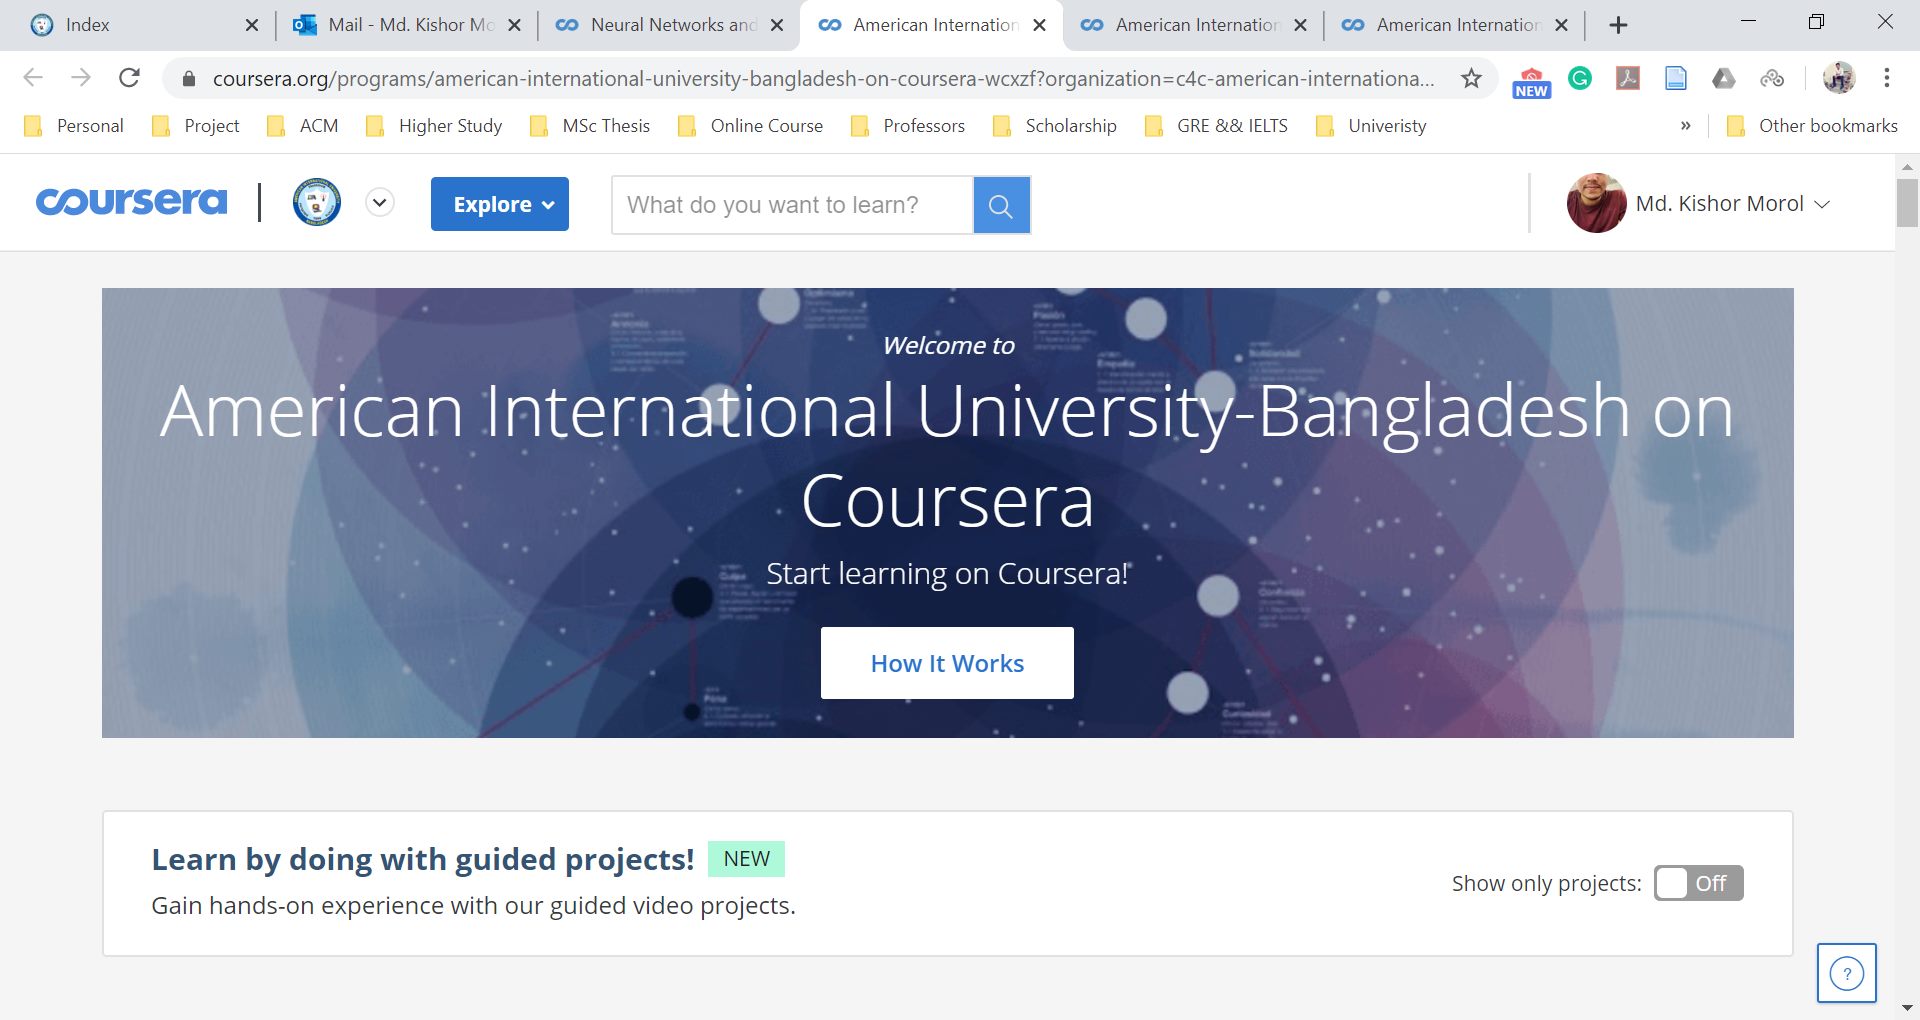 Index
Mail - Md. Kishor Mo
Neural Networks and
American Internation
American Internation
American Internation
coursera.org/programs/american-international-university-bangladesh-on-coursera-wcxzf?organization=c4c-american-internationa...
NEW
Personal
Project
ACM
Higher Study
MSc Thesis
Online Course
Professors
Scholarship
GRE && IELTS
Univeristy
»
Other bookmarks
coursera
Explore
What do you want to learn?
Md. Kishor Morol
Welcome to
American International University-Bangladesh on
Coursera
Start learning on Coursera!
How It Works
Learn by doing with guided projects!
NEW
Gain hands-on experience with our guided video projects.
Show only projects:
Off
?